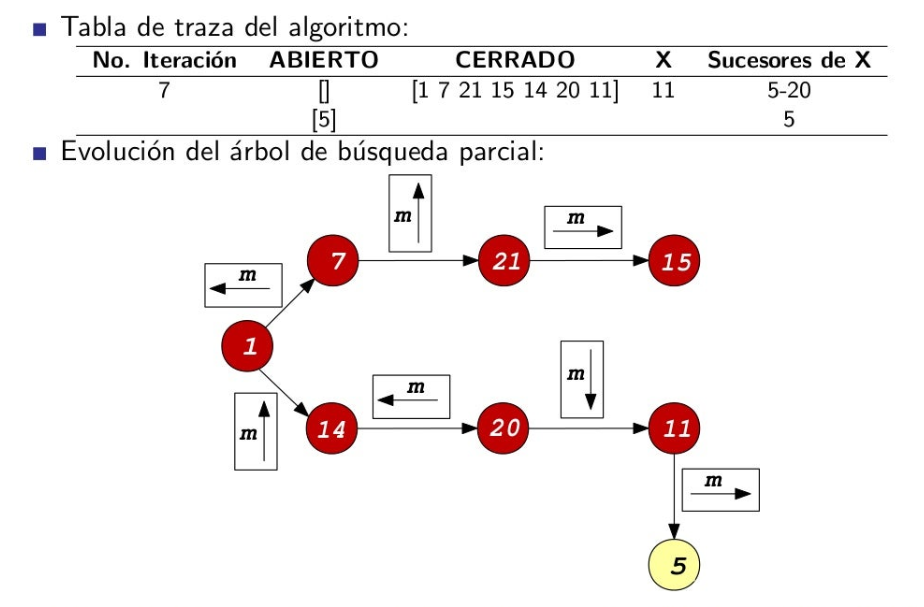 Tabla de traza del algoritmo:
No. Iteración ABIERTO CERRADO X Sucesores de X
7 [] [1 7 21 15 14 20 11] 11 5-20
[5] 5
Evolución del árbol de búsqueda parcial:
m
m
m
7
21
15
1
m
m
m
14
20
11
m
5